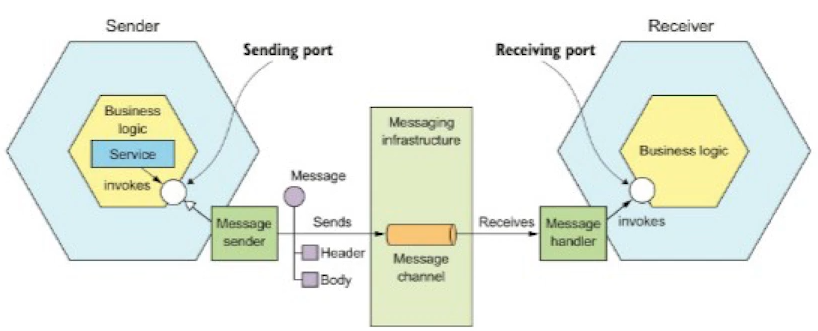 Sender
Receiver
Sending port
Receiving port
Business
logic
Service
invokes
Message
sender
Message
Sends
Header
Body
Messaging
infrastructure
Message
channel
Receives
Message
handler
invokes
Business logic